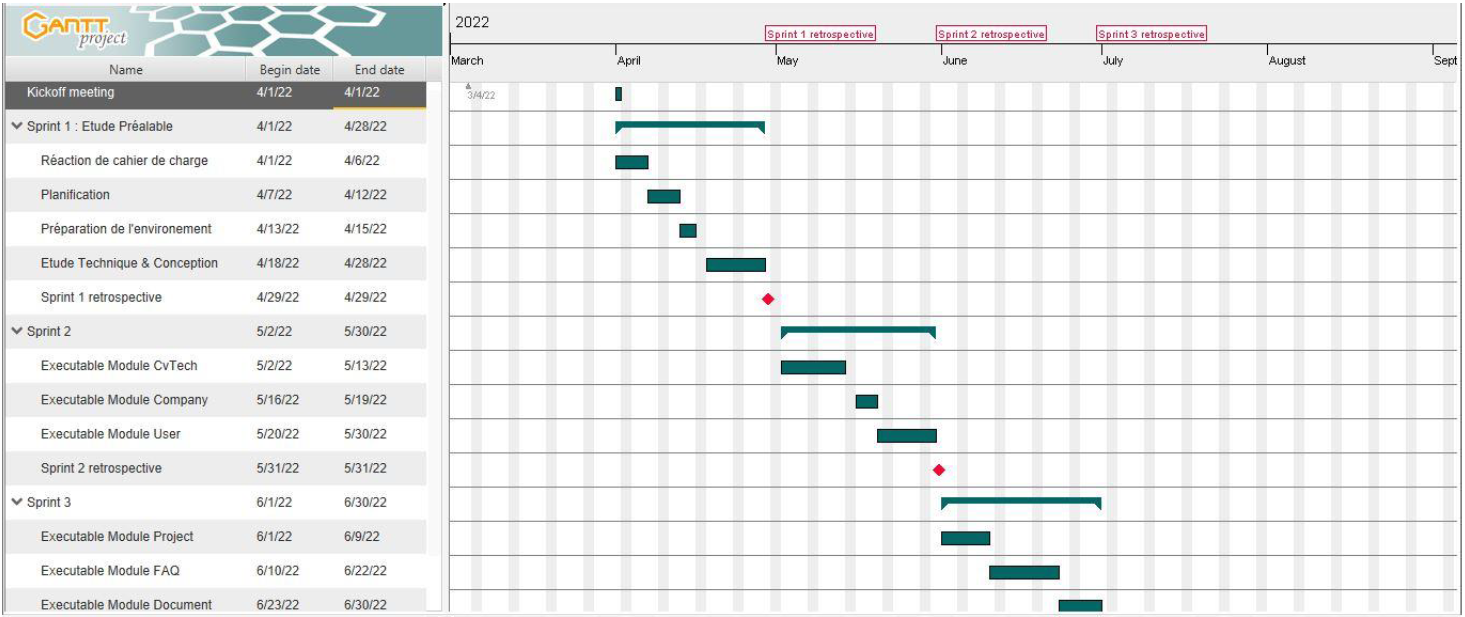 GANTT
project
2022
Sprint 1 retrospective Sprint 2 retrospective Sprint 3 retrospective
Name Begin date End date
March April May June July August Sept
Kickoff meeting 4/1/22 4/1/22
3/4/22
Sprint 1 : Etude Préalable 4/1/22 4/28/22
Réaction de cahier de charge 4/1/22 4/6/22
Planification 4/7/22 4/12/22
Préparation de l'environement 4/13/22 4/15/22
Etude Technique & Conception 4/18/22 4/28/22
Sprint 1 retrospective 4/29/22 4/29/22
Sprint 2 5/2/22 5/30/22
Executable Module CvTech 5/2/22 5/13/22
Executable Module Company 5/16/22 5/19/22
Executable Module User 5/20/22 5/30/22
Sprint 2 retrospective 5/31/22 5/31/22
Sprint 3 6/1/22 6/30/22
Executable Module Project 6/1/22 6/9/22
Executable Module FAQ 6/10/22 6/22/22
Executable Module Document 6/23/22 6/30/22